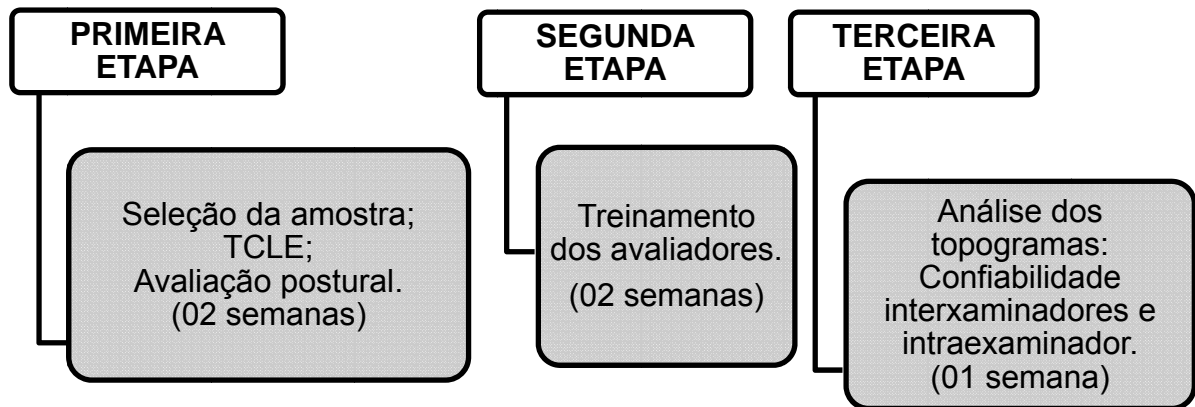 PRIMEIRA
ETAPA
Seleção da amostra;
TCLE;
Avaliação postural.
(02 semanas)
SEGUNDA
ETAPA
Treinamento
dos avaliadores.
(02 semanas)
TERCEIRA
ETAPA
Análise dos
topogramas:
Confiabilidade
interxaminadores e
intraexaminador.
(01 semana)